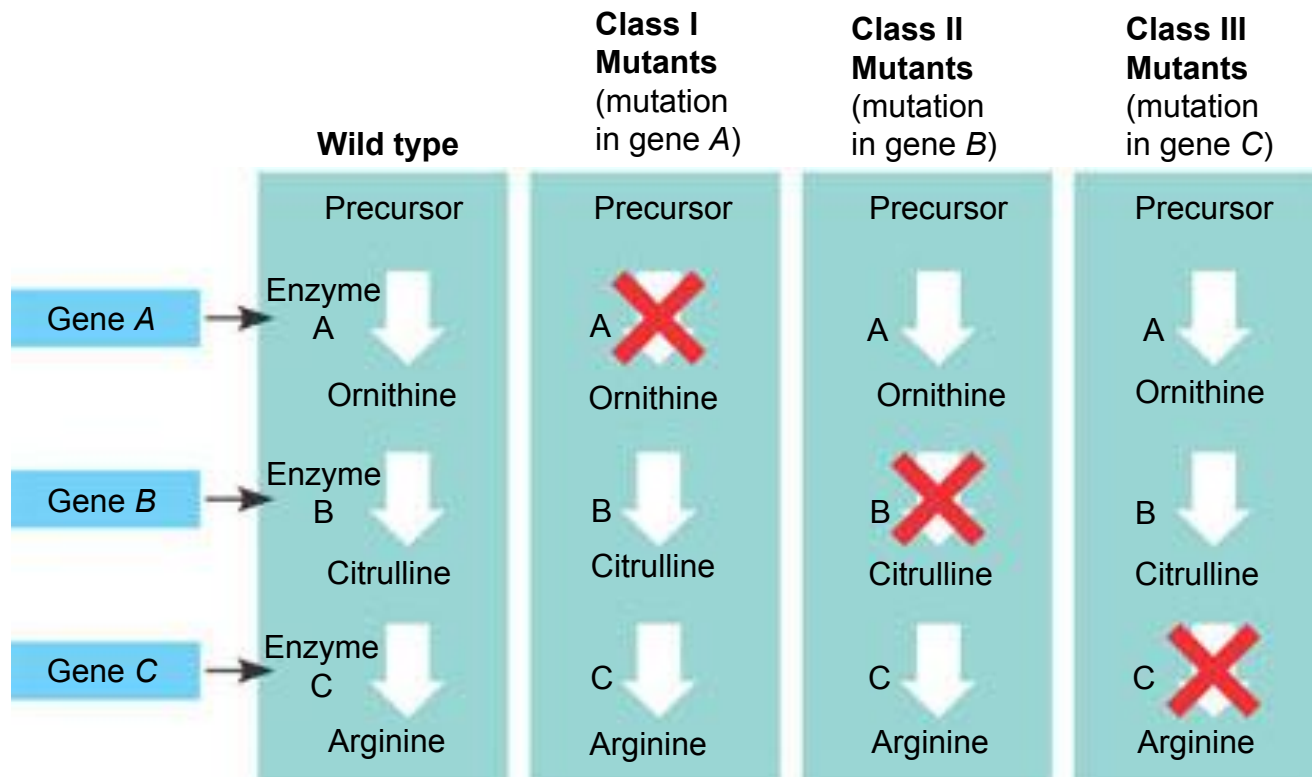 Wild type
Class I
Mutants
(mutation
in gene A)
Class II
Mutants
(mutation
in gene B)
Class III
Mutants
(mutation
in gene C)
Precursor
Precursor
Precursor
Precursor
Gene A
Enzyme
A
A
A
A
Ornithine
Ornithine
Ornithine
Ornithine
Gene B
Enzyme
B
B
B
B
Citrulline
Citrulline
Citrulline
Citrulline
Gene C
Enzyme
C
C
C
C
Arginine
Arginine
Arginine
Arginine